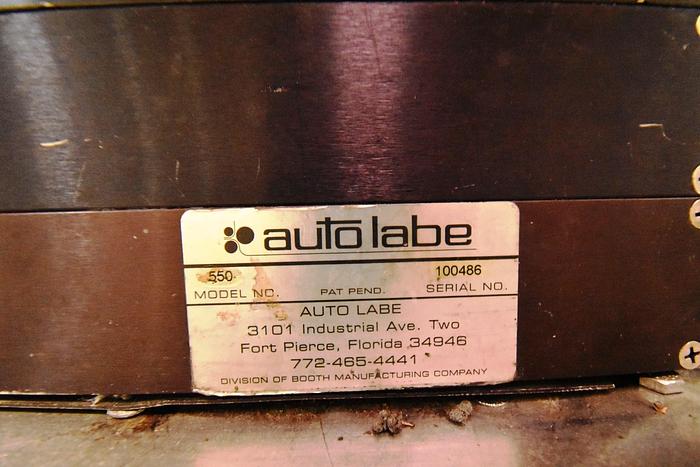 auto labe
550 100486
MODEL NO. PAT PEND. SERIAL NO.
AUTO LABE
3101 Industrial Ave. Two
Fort Pierce, Florida 34946
772-465-4441
DIVISION OF BOOTH MANUFACTURING COMPANY